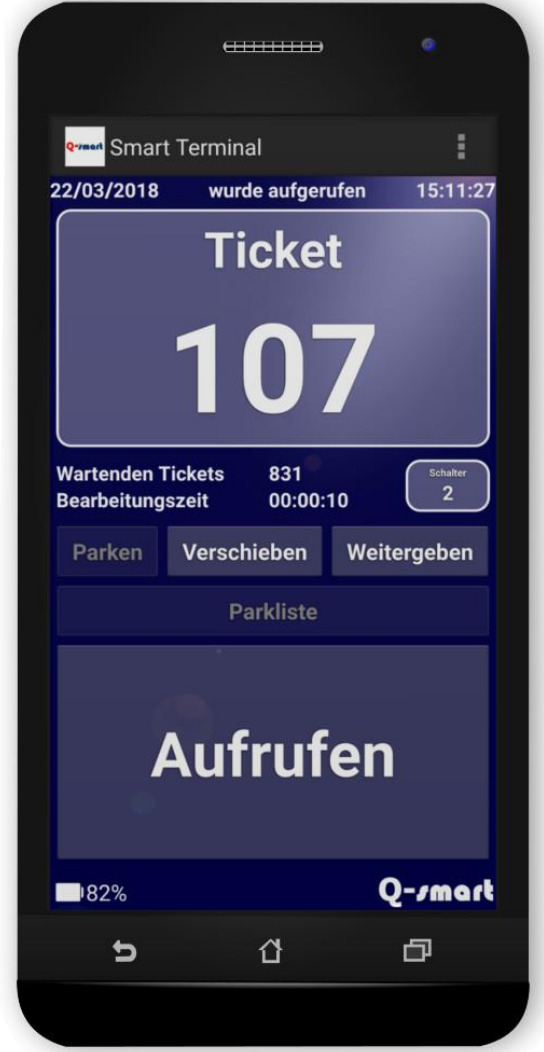 Q-smart Smart Terminal
22/03/2018 wurde aufgerufen 15:11:27
Ticket
107
Wartenden Tickets 831
Bearbeitungszeit 00:00:10
Schalter
2
Parken Verschieben Weitergeben
Parkliste
Aufrufen
82% Q-smart